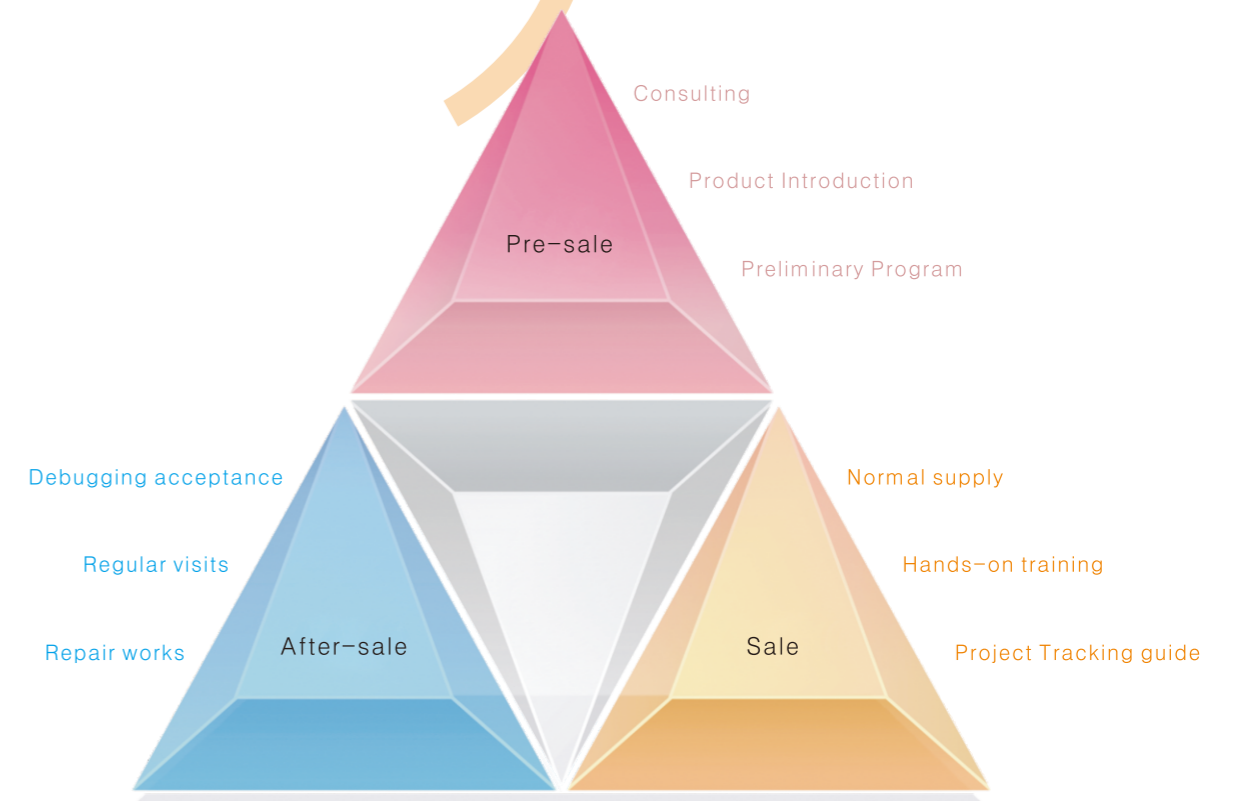 Consulting
Product Introduction
Pre-sale
Preliminary Program
Debugging acceptance
Regular visits
Repair works
After-sale
Sale
Normal supply
Hands-on training
Project Tracking guide